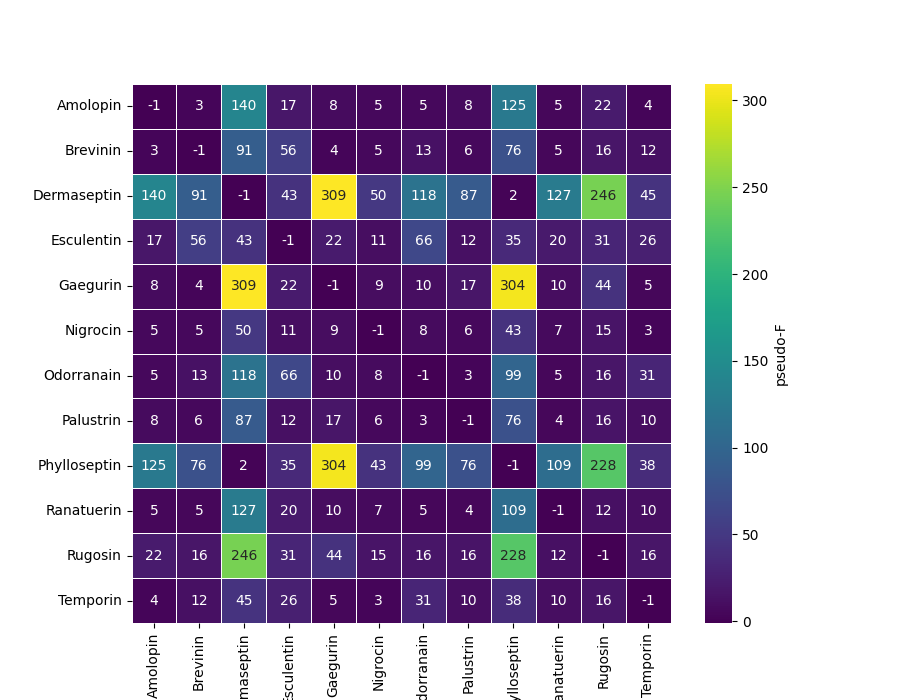 Amolopin -1 3 140 17 8 5 5 8 125 5 22 4
Brevinin 3 -1 91 56 4 5 13 6 76 5 16 12
Dermaseptin 140 91 -1 43 309 50 118 87 2 127 246 45
Esculentin 17 56 43 -1 22 11 66 12 35 20 31 26
Gaegurin 8 4 309 22 -1 9 10 17 304 10 44 5
Nigrocin 5 5 50 11 9 -1 8 6 43 7 15 3
Odorranain 5 13 118 66 10 8 -1 3 99 5 16 31
Palustrin 8 6 87 12 17 6 3 -1 76 4 16 10
Phylloseptin 125 76 2 35 304 43 99 76 -1 109 228 38
Ranatuerin 5 5 127 20 10 7 5 4 109 -1 12 10
Rugosin 22 16 246 31 44 15 16 16 228 12 -1 16
Temporin 4 12 45 26 5 3 31 10 38 10 16 -1
Amolopin
Brevinin
maseptin
sculentin
Gaegurin
Nigrocin
dorranain
Palustrin
ylloseptin
anatuerin
Rugosin
Temporin
300
250
200
150
100
50
0
pseudo-F